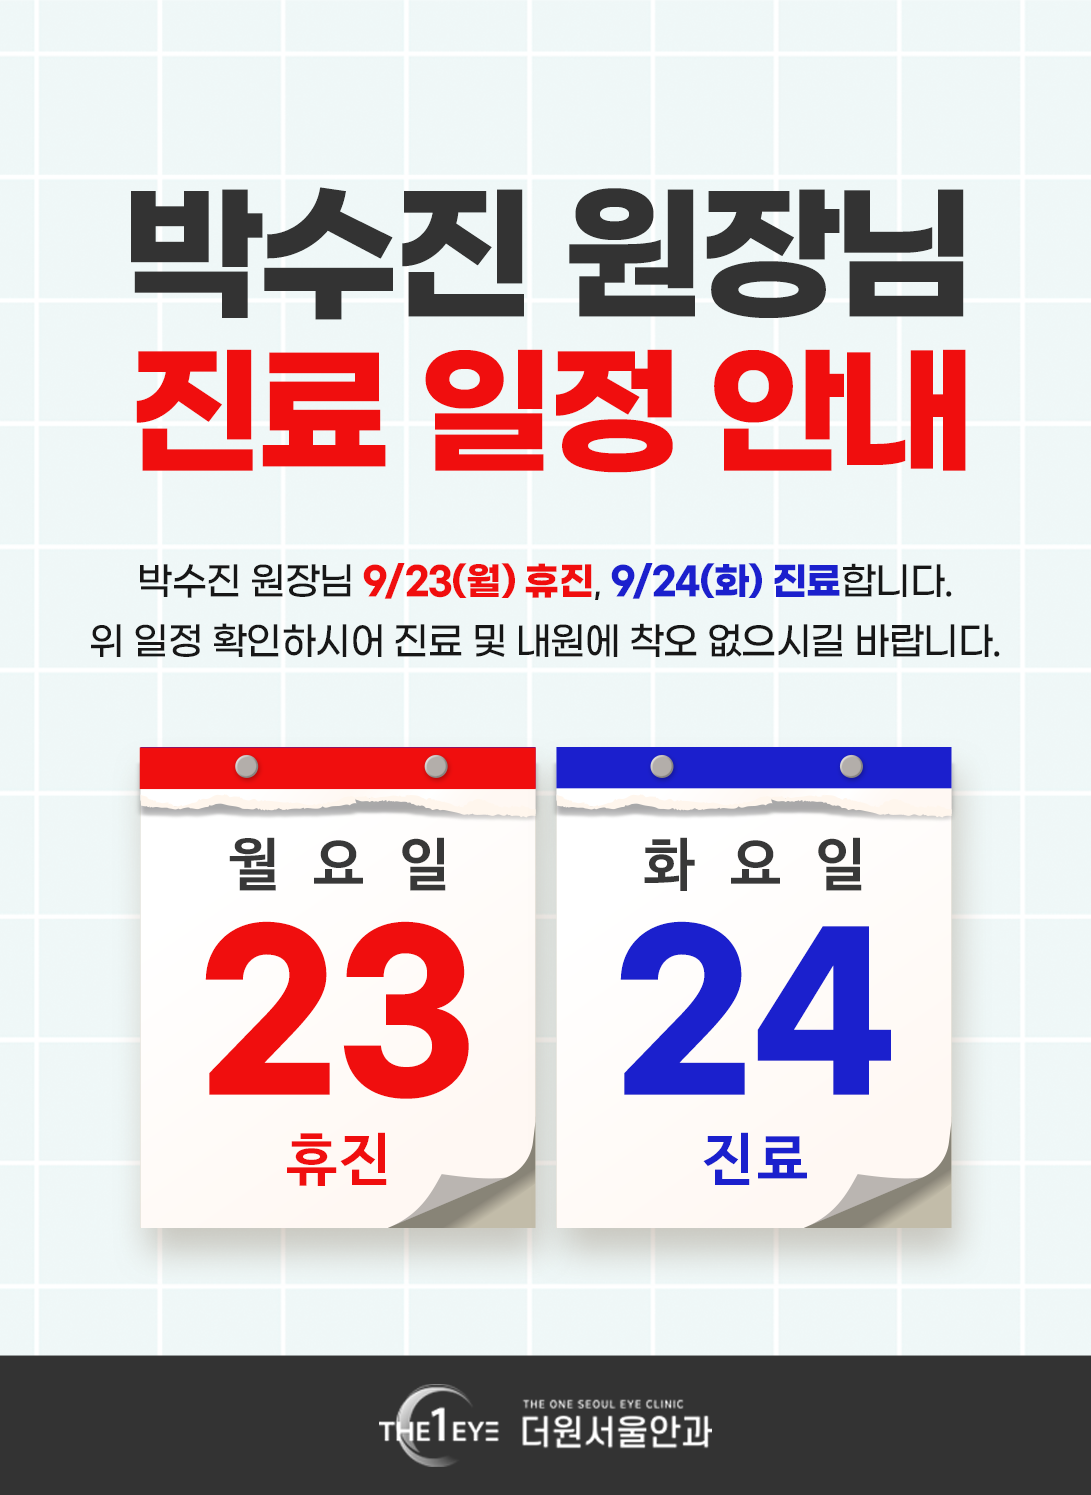 박수진 원장님
진료 일정 안내
박수진 원장님 9/23(월) 휴진, 9/24(화) 진료합니다.
위 일정 확인하시어 진료 및 내원에 착오 없으시길 바랍니다.
월요일
23
휴진
화요일
24
진료
THE1EYE
THE ONE SEOUL EYE CLINIC
더원서울안과